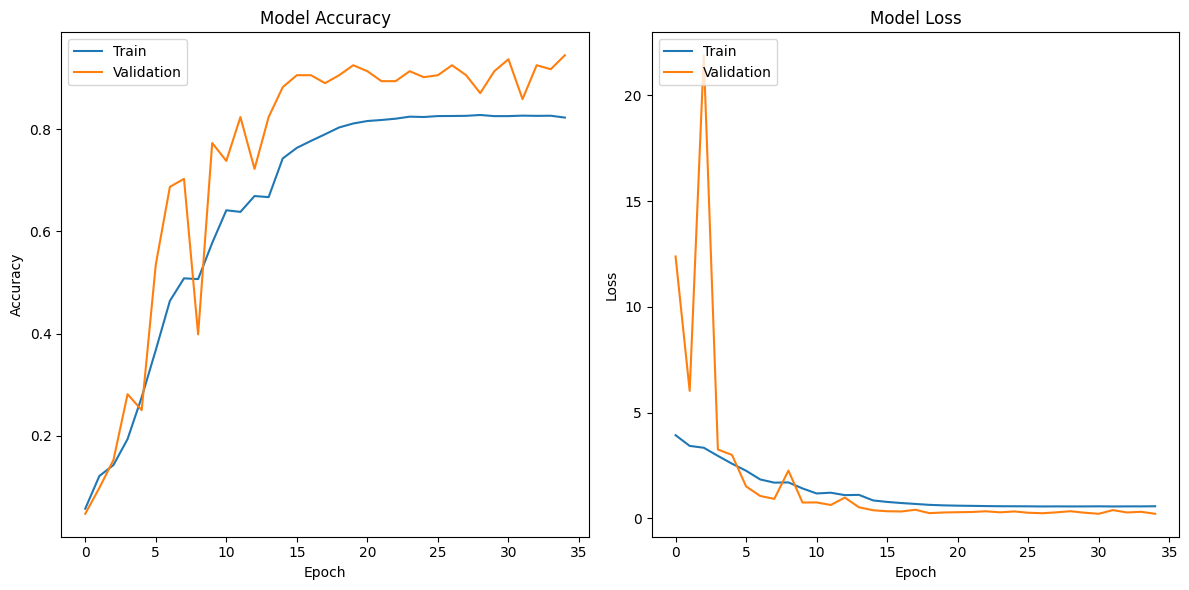 Model Accuracy
Train
Validation
0.8
0.6
0.4
0.2
Accuracy
0 5 10 15 20 25 30 35
Epoch
Model Loss
Train
Validation
20
15
10
5
0
Loss
0 5 10 15 20 25 30 35
Epoch